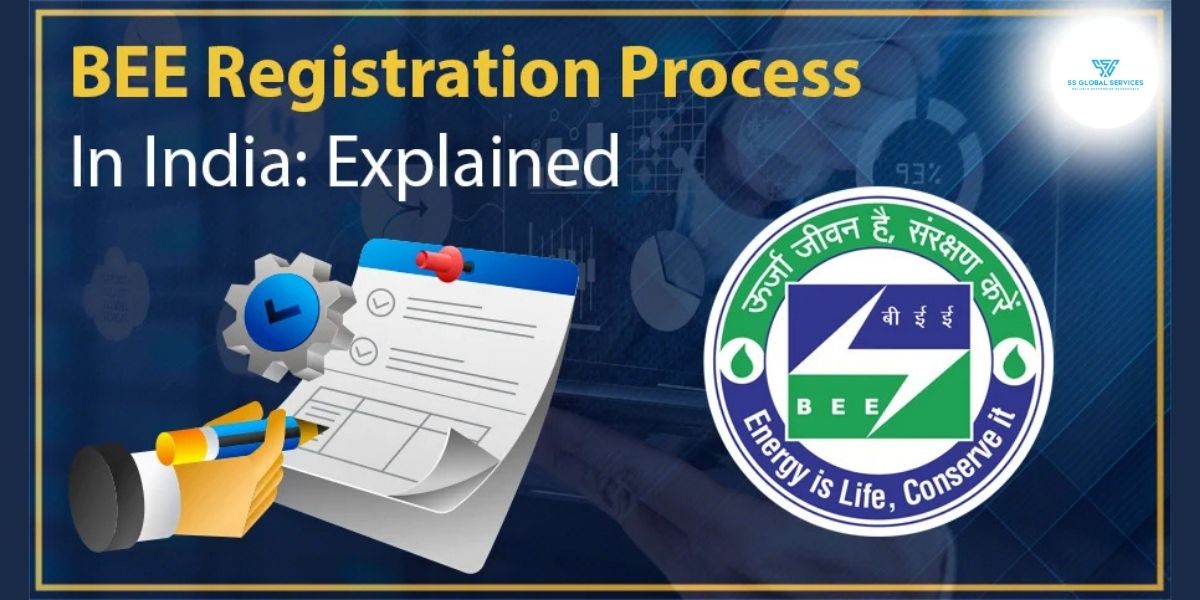 BEE Registration Process
In India: Explained
SS GLOBAL SERVICES
93%
ऊर्जा जीवन है, संरक्षण करें
बी ई ई
BEE
Energy is Life, Conserve it